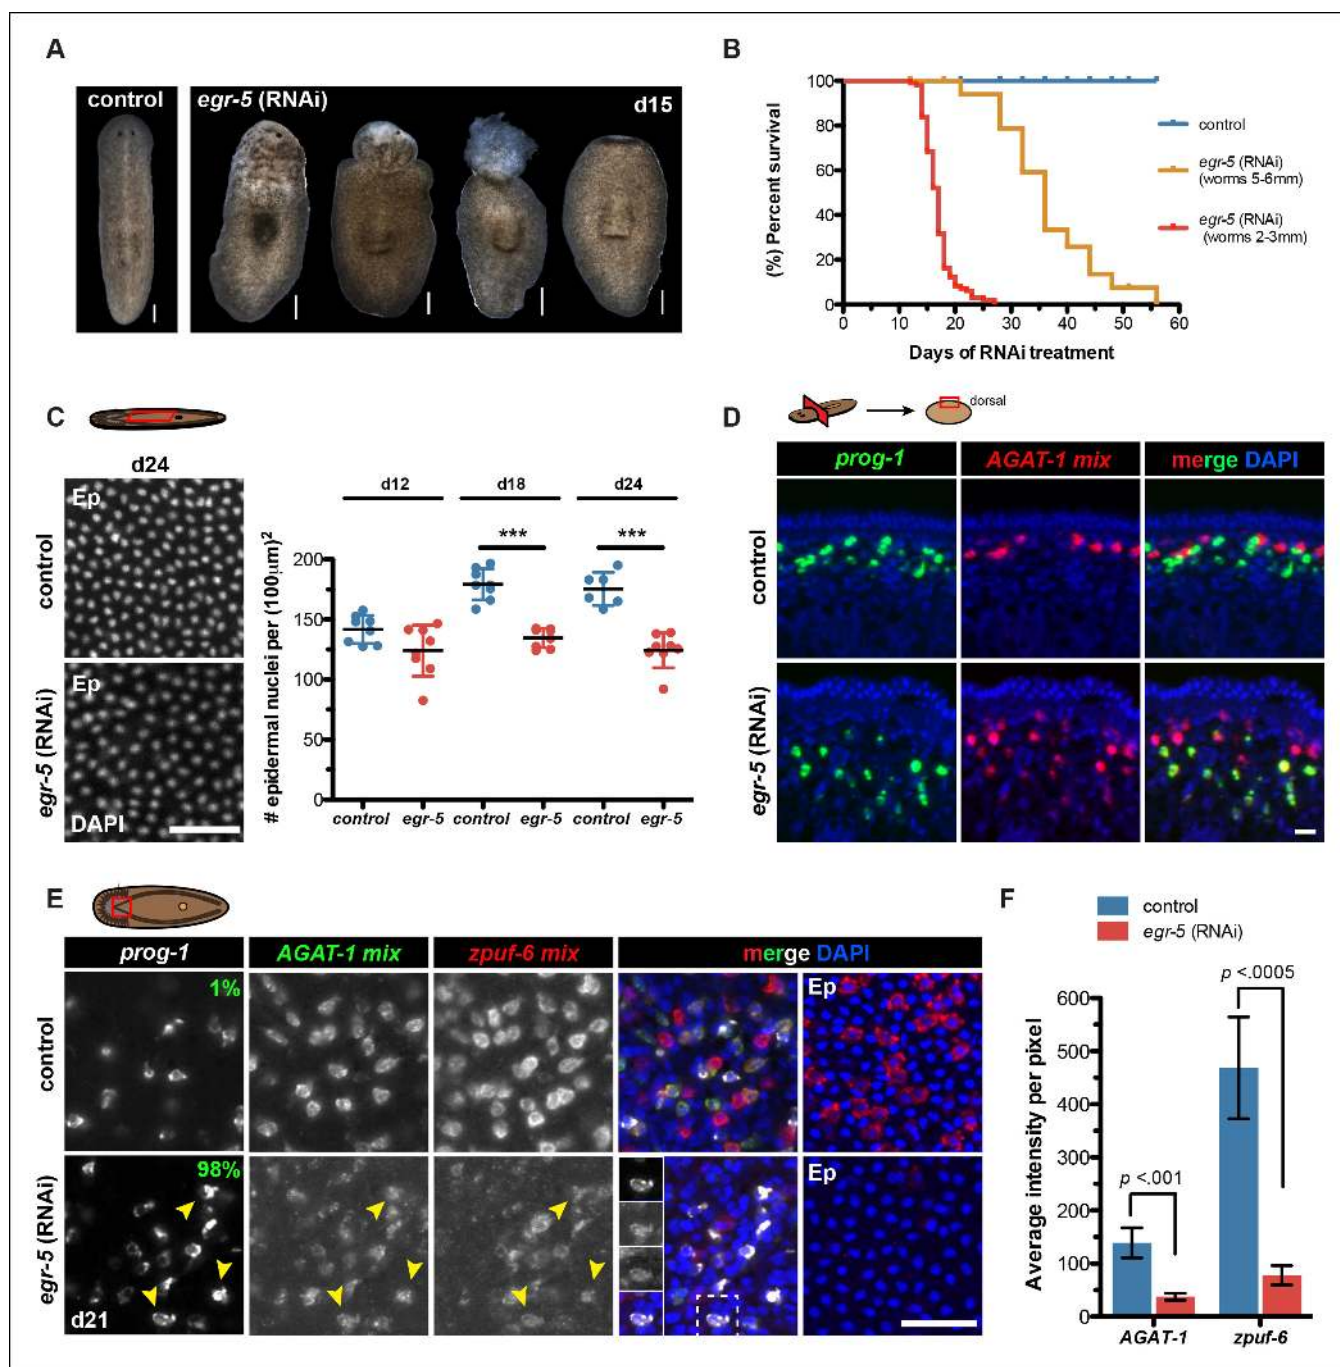 A
control
egr-5 (RNAi)
d15
B
(%) Percent survival
100
80
60
40
20
0
0
10
20
30
40
50
60
Days of RNAi treatment
control
egr-5 (RNAi)
(worms 5-6mm)
egr-5 (RNAi)
(worms 2-3mm)
C
d24
Ep
control
Ep
egr-5 (RNAi)
DAPI
d12
d18
d24
***
***
# epidermal nuclei per (100μm)²
200
150
100
50
0
control
egr-5
control
egr-5
control
egr-5
D
dorsal
prog-1
AGAT-1 mix
merge DAPI
control
egr-5 (RNAi)
E
prog-1
AGAT-1 mix
zpuf-6 mix
merge DAPI
control
1%
Ep
egr-5 (RNAi)
98%
Ep
d21
F
control
egr-5 (RNAi)
p <.0005
p <.001
Average intensity per pixel
600
500
400
300
200
100
0
AGAT-1
zpuf-6